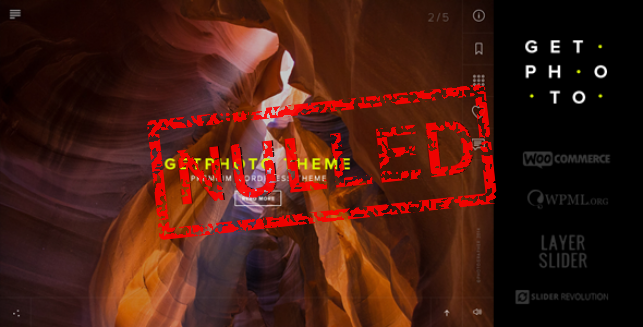 2/5
GET·
PH·O
·TO·
GETPHOTO THEME
PREMIUM WORDPRESS THEME
READ MORE
NULLED
WOO COMMERCE
WPML.ORG
LAYER
SLIDER
SLIDER REVOLUTION